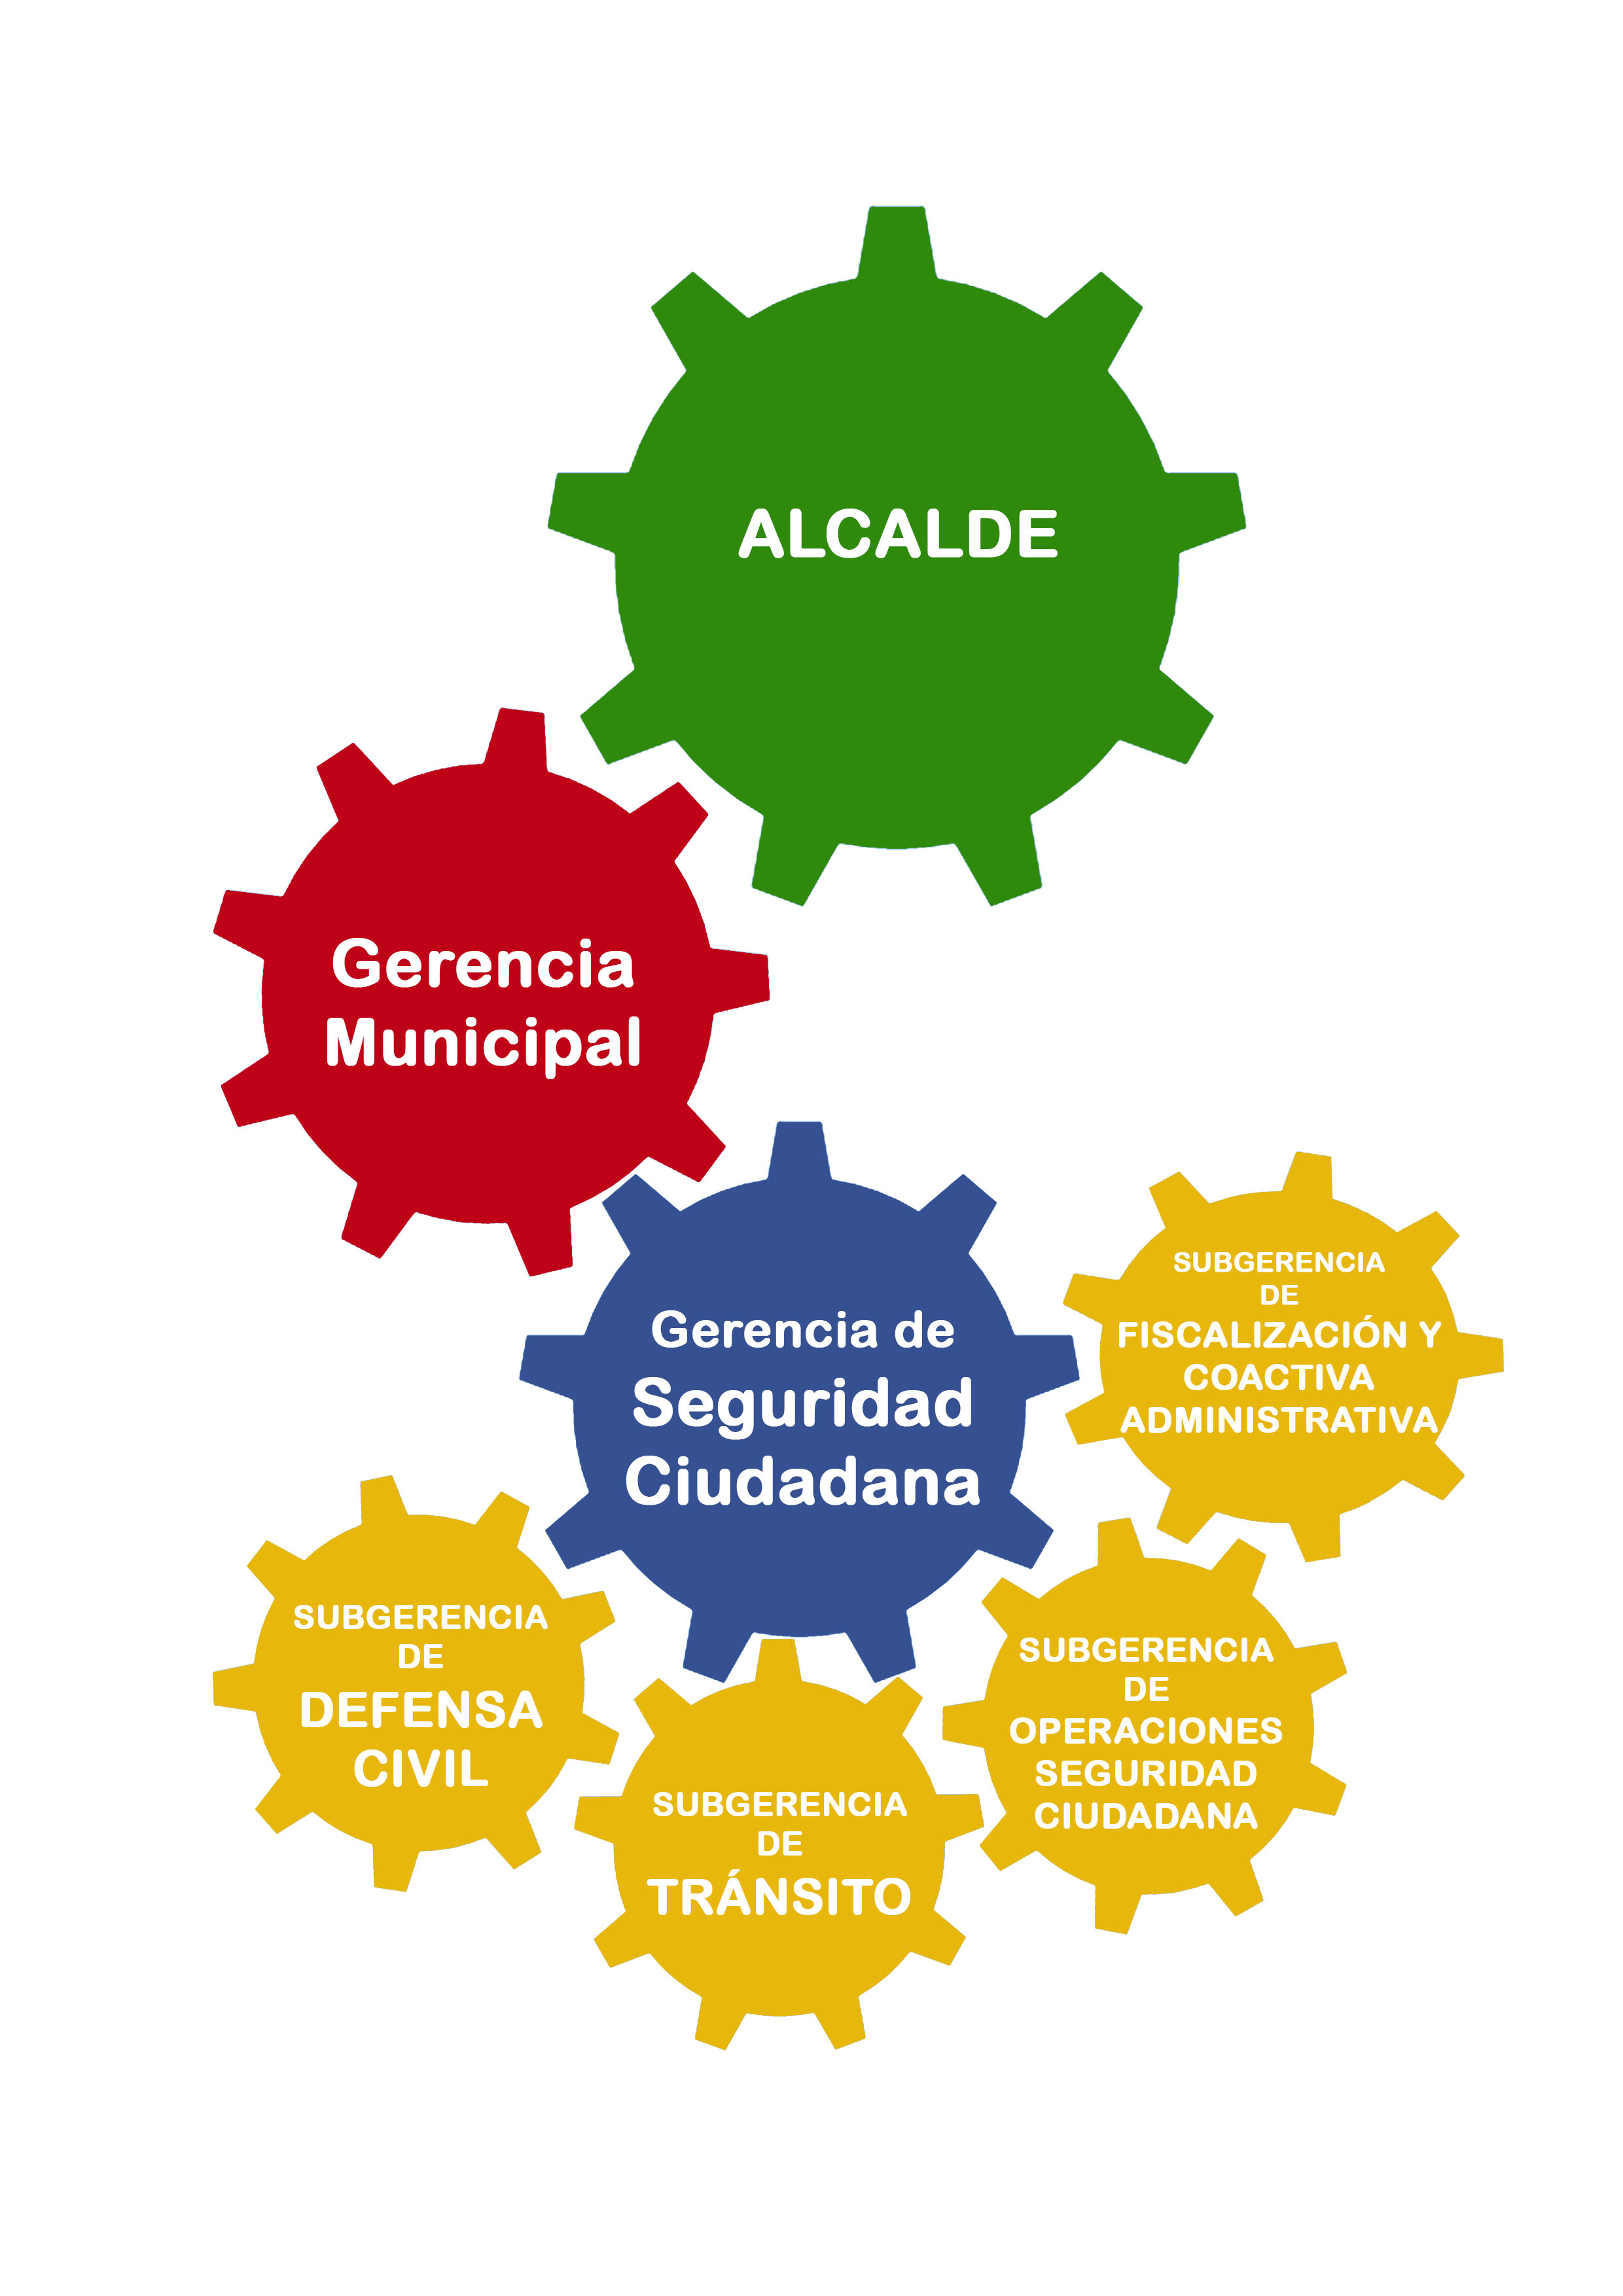 ALCALDE
Gerencia
Municipal
Gerencia de
Seguridad
Ciudadana
SUBGERENCIA
DE
FISCALIZACIÓN Y
COACTIVA
ADMINISTRATIVA
SUBGERENCIA
DE
DEFENSA
CIVIL
SUBGERENCIA
DE
OPERACIONES
SEGURIDAD
CIUDADANA
SUBGERENCIA
DE
TRÁNSITO